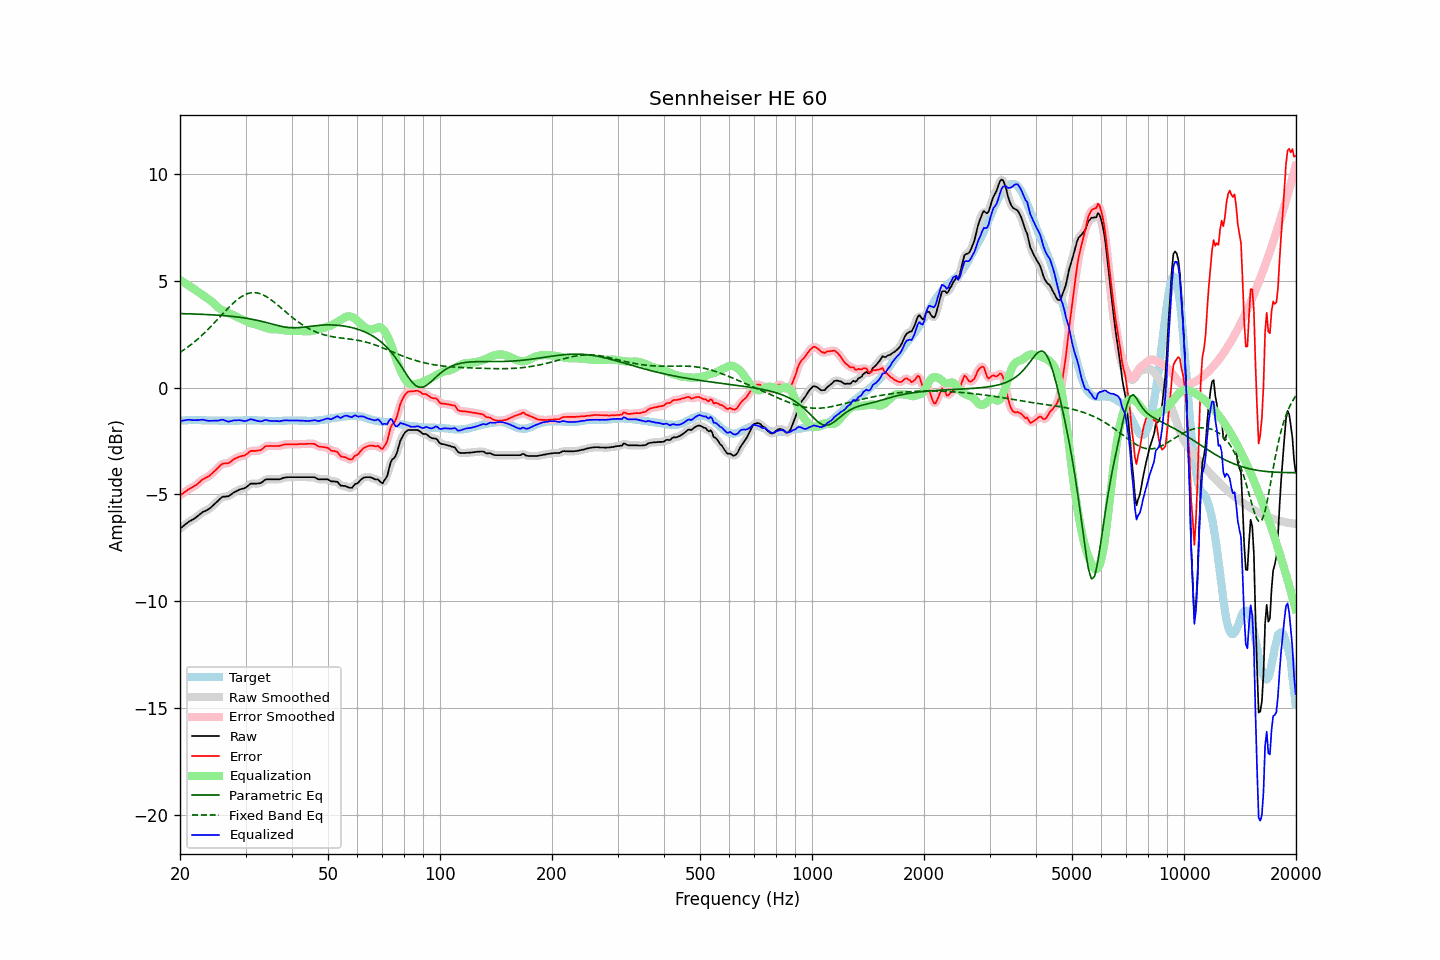 Sennheiser HE 60
Amplitude (dBr)
10
5
0
−5
−10
−15
−20
Target
Raw Smoothed
Error Smoothed
Raw
Error
Equalization
Parametric Eq
Fixed Band Eq
Equalized
20 50 100 200 500 1000 2000 5000 10000 20000
Frequency (Hz)